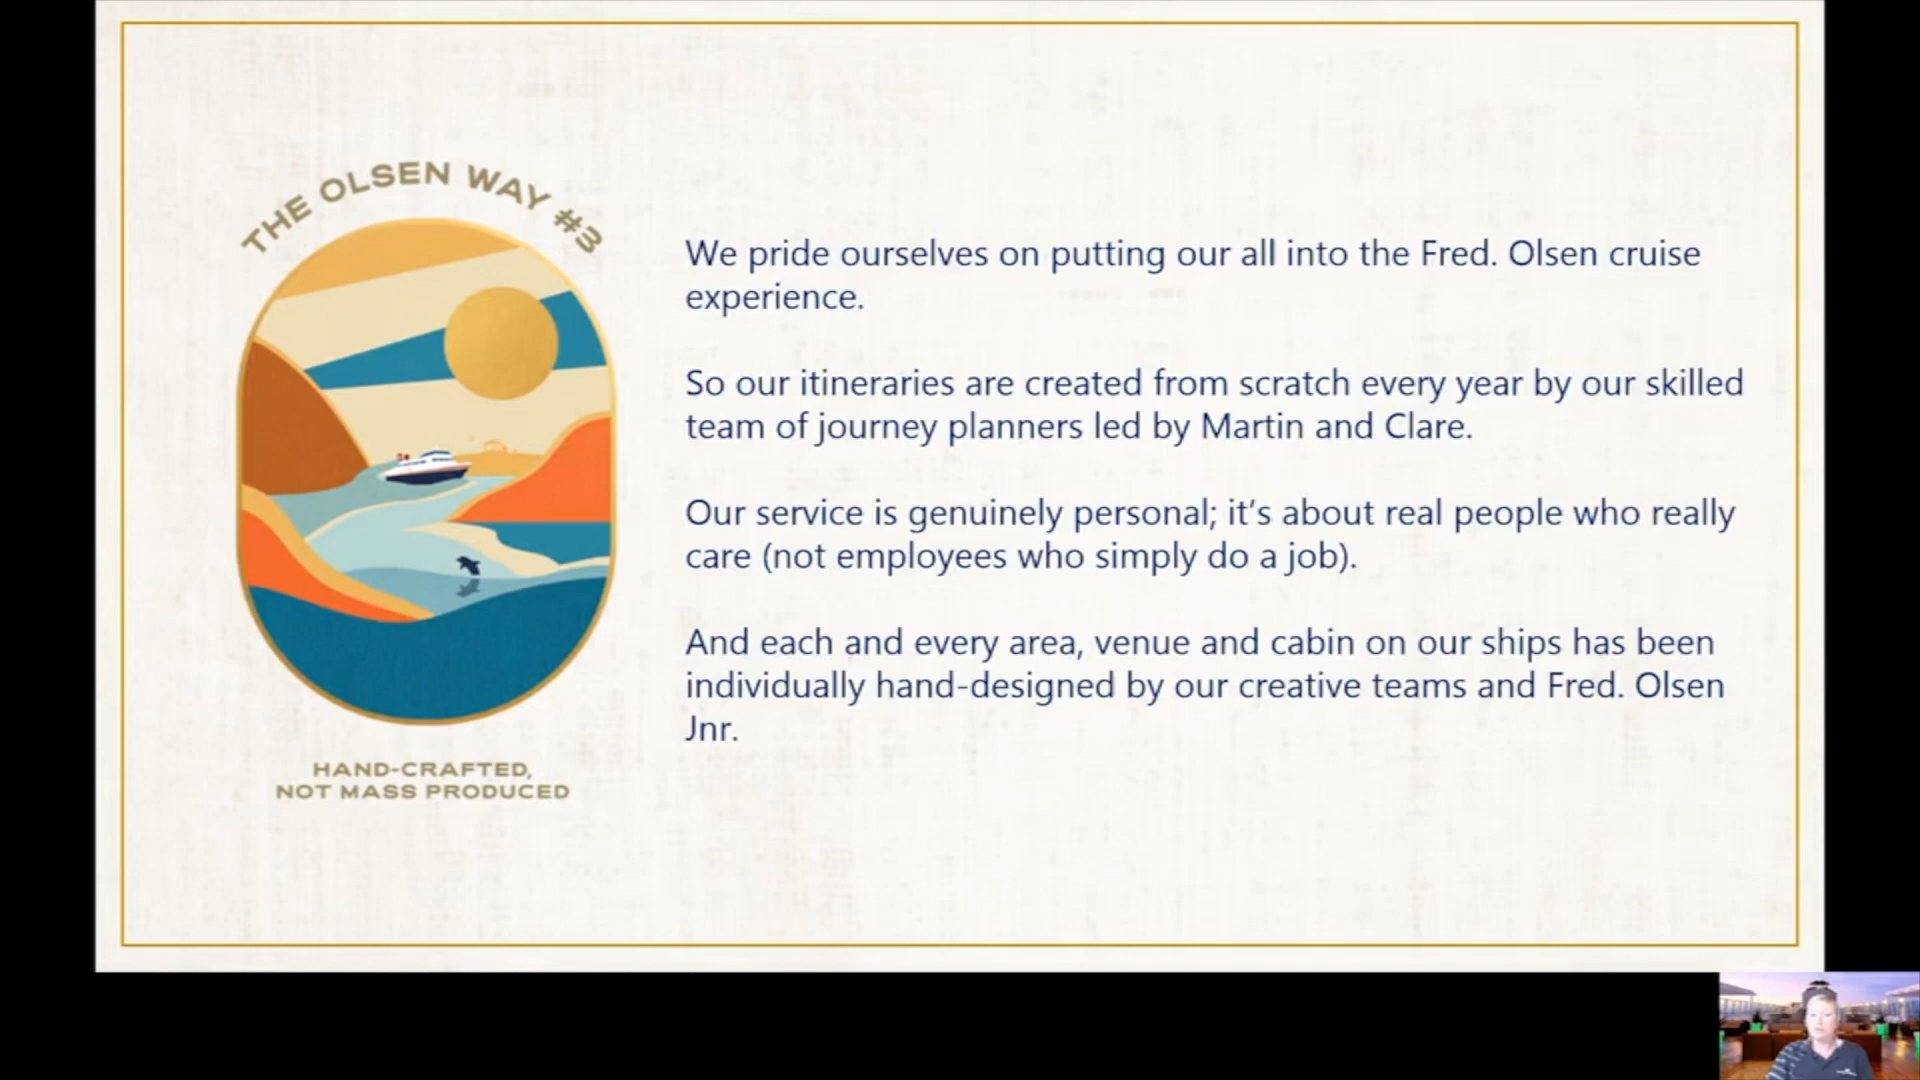 THE OLSEN WAY #3
We pride ourselves on putting our all into the Fred. Olsen cruise
experience.
So our itineraries are created from scratch every year by our skilled
team of journey planners led by Martin and Clare.
Our service is genuinely personal; it's about real people who really
care (not employees who simply do a job).
And each and every area, venue and cabin on our ships has been
individually hand-designed by our creative teams and Fred. Olsen
Jnr.
HAND-CRAFTED,
NOT MASS PRODUCED